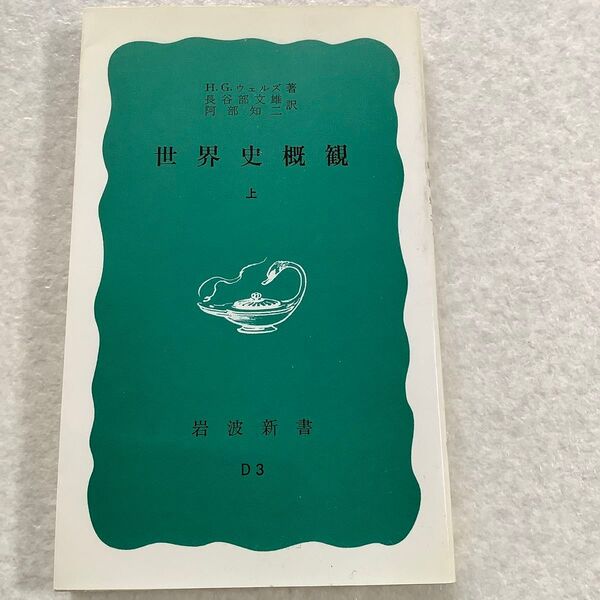 H.G.ウェルズ著
長谷部文雄
阿部知二訳
世界史概観
上
岩波新書
D3